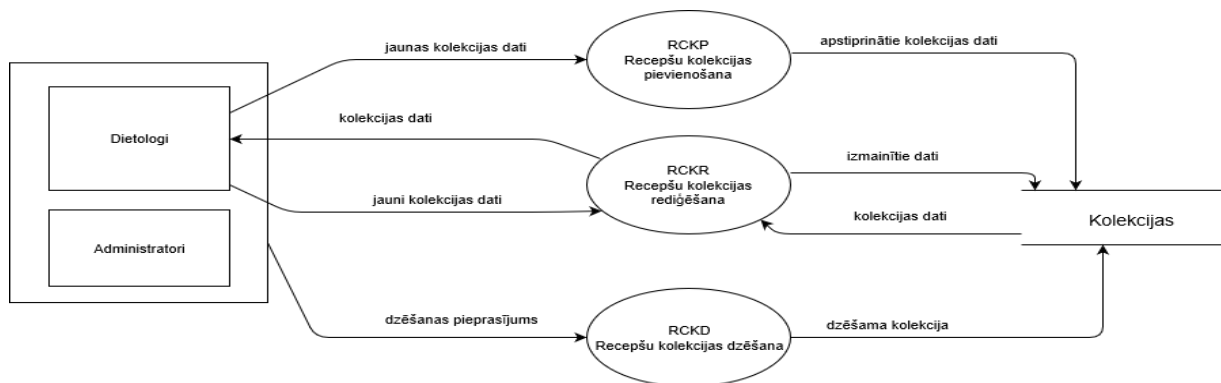 jaunas kolekcijas dati
RCKP
Recepšu kolekcijas
pievienošana
apstiprinātie kolekcijas dati
Dietologi
kolekcijas dati
RCKR
Recepšu kolekcijas
rediģēšana
izmainītie dati
jauni kolekcijas dati
kolekcijas dati
Kolekcijas
Administratori
dzēšanas pieprasījums
RCKD
Recepšu kolekcijas dzēšana
dzēšama kolekcija